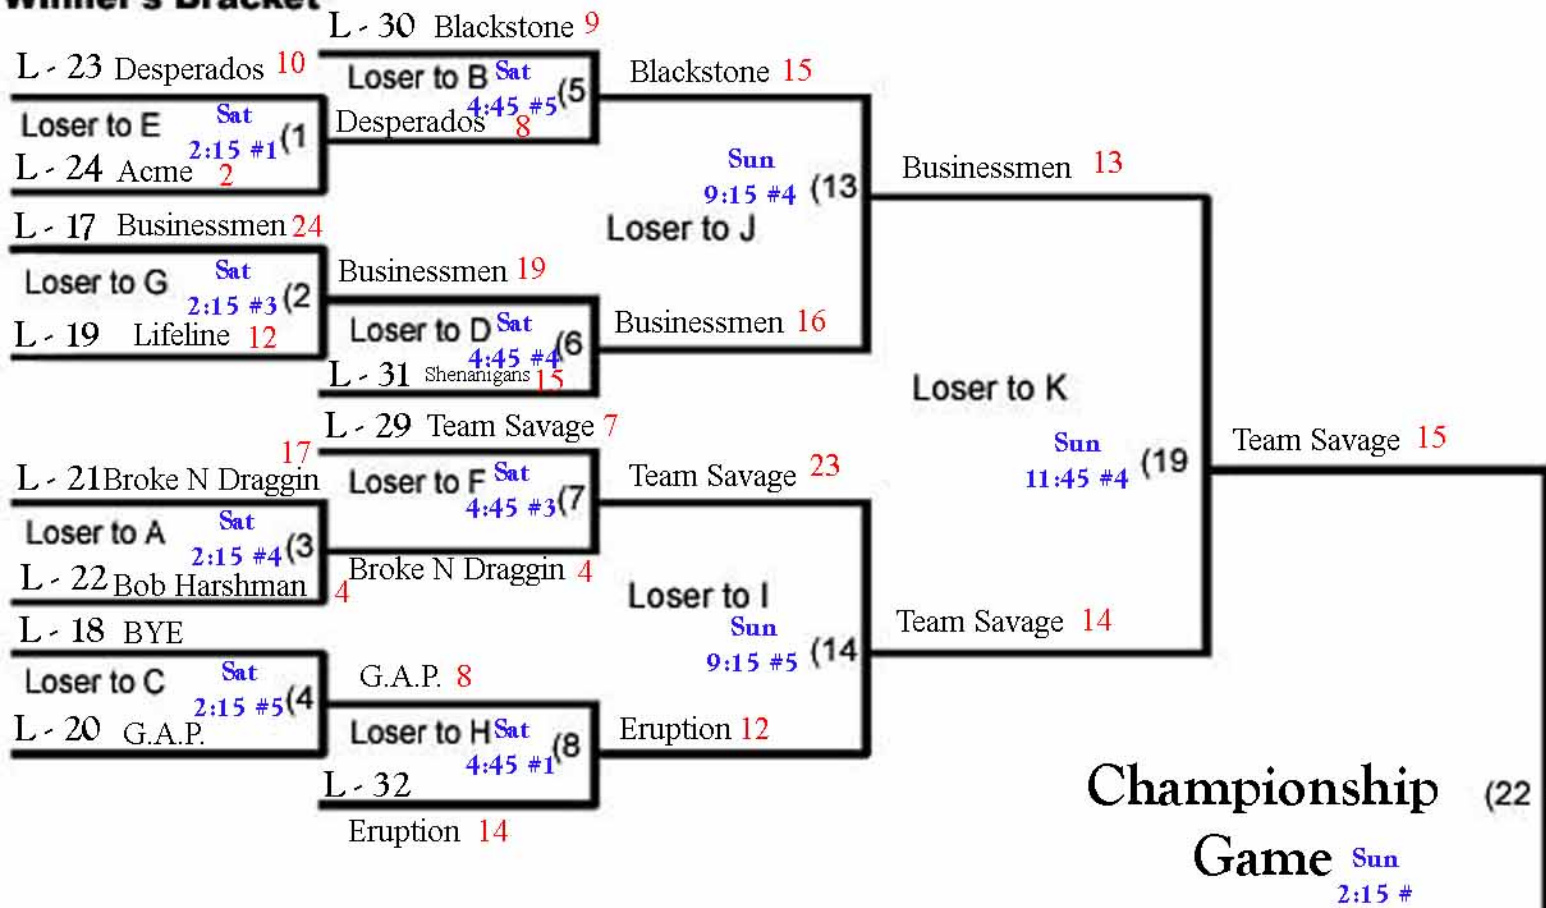 Winner's Bracket
L - 30 Blackstone 9
L - 23 Desperados 10
Loser to B Sat
4:45 #5 (5
Blackstone 15
Loser to E Sat
2:15 #1 (1
Desperados 8
L - 24 Acme 2
Sun
9:15 #4 (13
Loser to J
Businessmen 13
L - 17 Businessmen 24
Loser to G Sat
2:15 #3 (2
Businessmen 19
L - 19 Lifeline 12
Loser to D Sat
4:45 #4 (6
Businessmen 16
L - 31 Shenanigans 15
Loser to K
Sun
11:45 #4 (19
Team Savage 15
L - 29 Team Savage 7
17
L - 21 Broke N Draggin
Loser to F Sat
4:45 #3 (7
Team Savage 23
Loser to A Sat
2:15 #4 (3
L - 22 Bob Harshman 4
Broke N Draggin 4
Loser to I
Sun
9:15 #5 (14
Team Savage 14
L - 18 BYE
Loser to C Sat
2:15 #5 (4
G.A.P. 8
L - 20 G.A.P.
Loser to H Sat
4:45 #1 (8
Eruption 12
L - 32
Eruption 14
Championship (22
Game Sun
2:15 #